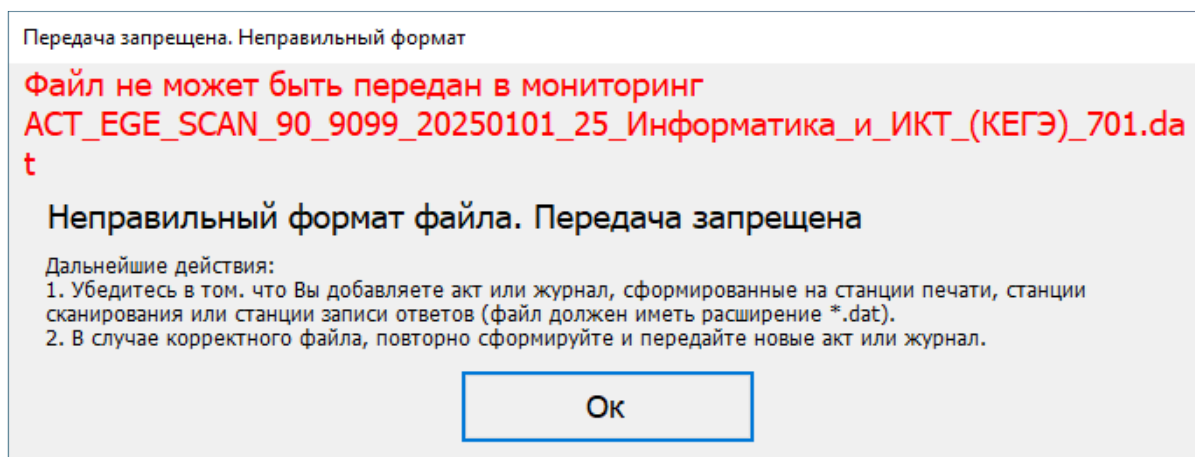 Передача запрещена. Неправильный формат
Файл не может быть передан в мониторинг
ACT_EGE_SCAN_90_9099_20250101_25_Информатика_и_ИКТ_(КЕГЭ)_701.da
t
Неправильный формат файла. Передача запрещена
Дальнейшие действия:
1. Убедитесь в том. что Вы добавляете акт или журнал, сформированные на станции печати, станции
сканирования или станции записи ответов (файл должен иметь расширение *.dat).
2. В случае корректного файла, повторно сформируйте и передайте новые акт или журнал.
Ок